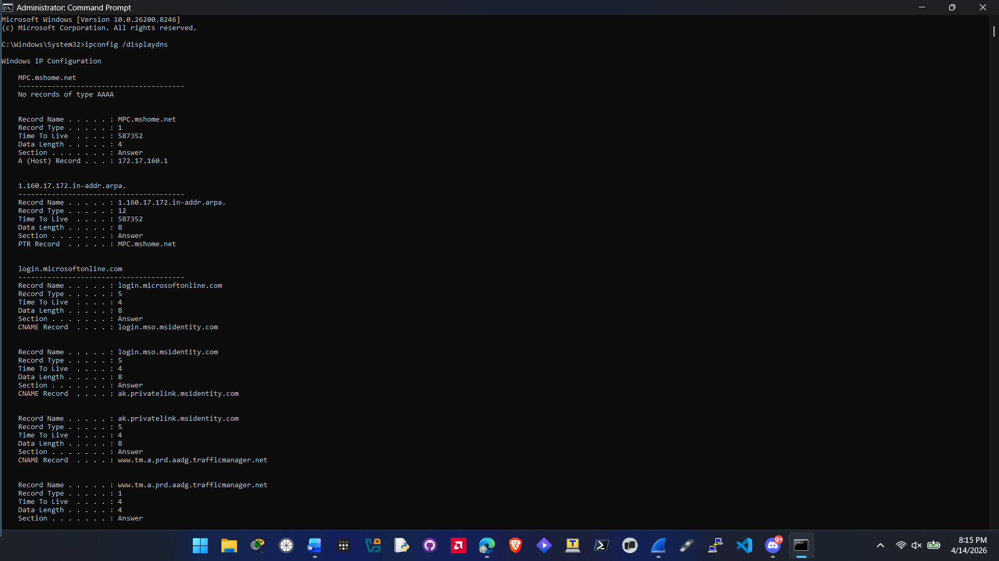 Administrator: Command Prompt
Microsoft Windows [Version 10.0.26200.8246]
(c) Microsoft Corporation. All rights reserved.
C:\Windows\System32>ipconfig /displaydns
Windows IP Configuration
MPC.mshome.net
----------------------------------------
No records of type AAAA
Record Name . . . . . : MPC.mshome.net
Record Type . . . . . : 1
Time To Live  . . . . : 587352
Data Length . . . . . : 4
Section . . . . . . . : Answer
A (Host) Record . . . : 172.17.160.1
1.160.17.172.in-addr.arpa.
----------------------------------------
Record Name . . . . . : 1.160.17.172.in-addr.arpa.
Record Type . . . . . : 12
Time To Live  . . . . : 587352
Data Length . . . . . : 8
Section . . . . . . . : Answer
PTR Record  . . . . . : MPC.mshome.net
login.microsoftonline.com
----------------------------------------
Record Name . . . . . : login.microsoftonline.com
Record Type . . . . . : 5
Time To Live  . . . . : 4
Data Length . . . . . : 8
Section . . . . . . . : Answer
CNAME Record  . . . . : login.mso.msidentity.com
Record Name . . . . . : login.mso.msidentity.com
Record Type . . . . . : 5
Time To Live  . . . . : 4
Data Length . . . . . : 8
Section . . . . . . . : Answer
CNAME Record  . . . . : ak.privatelink.msidentity.com
Record Name . . . . . : ak.privatelink.msidentity.com
Record Type . . . . . : 5
Time To Live  . . . . : 4
Data Length . . . . . : 8
Section . . . . . . . : Answer
CNAME Record  . . . . : www.tm.a.prd.aadg.trafficmanager.net
Record Name . . . . . : www.tm.a.prd.aadg.trafficmanager.net
Record Type . . . . . : 1
Time To Live  . . . . : 4
Data Length . . . . . : 4
Section . . . . . . . : Answer
9+
8:15 PM
4/14/2026